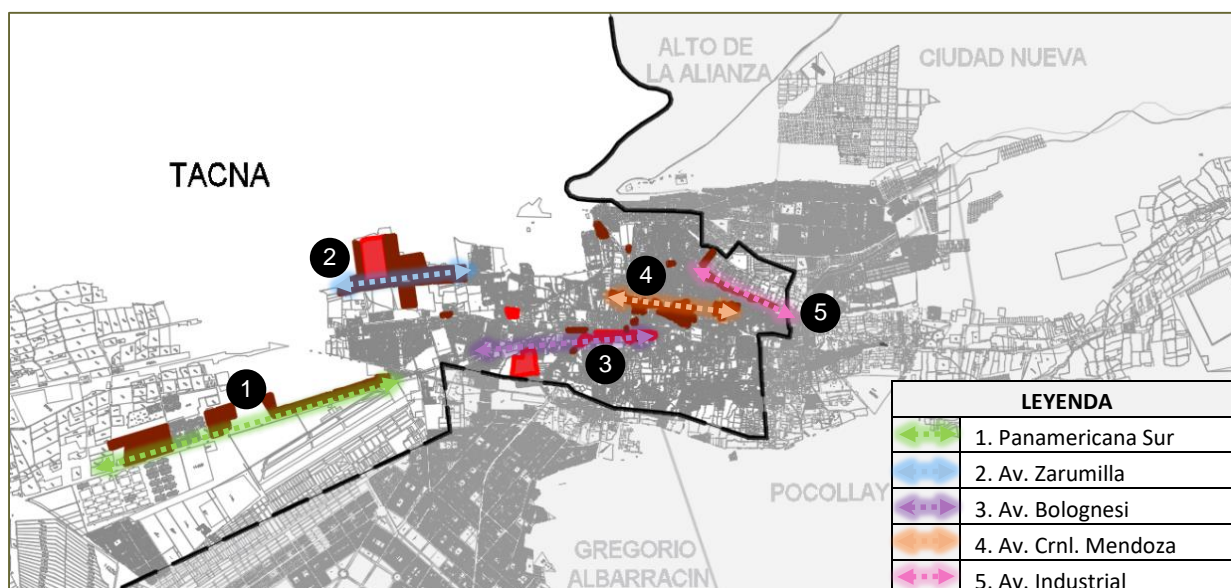 ALTO DE
LA ALIANZA
CIUDAD NUEVA
TACNA
2
4
5
3
1
POCOLLAY
GREGORIO
ALBARRACIN
LEYENDA
1. Panamericana Sur
2. Av. Zarumilla
3. Av. Bolognesi
4. Av. Crnl. Mendoza
5. Av. Industrial